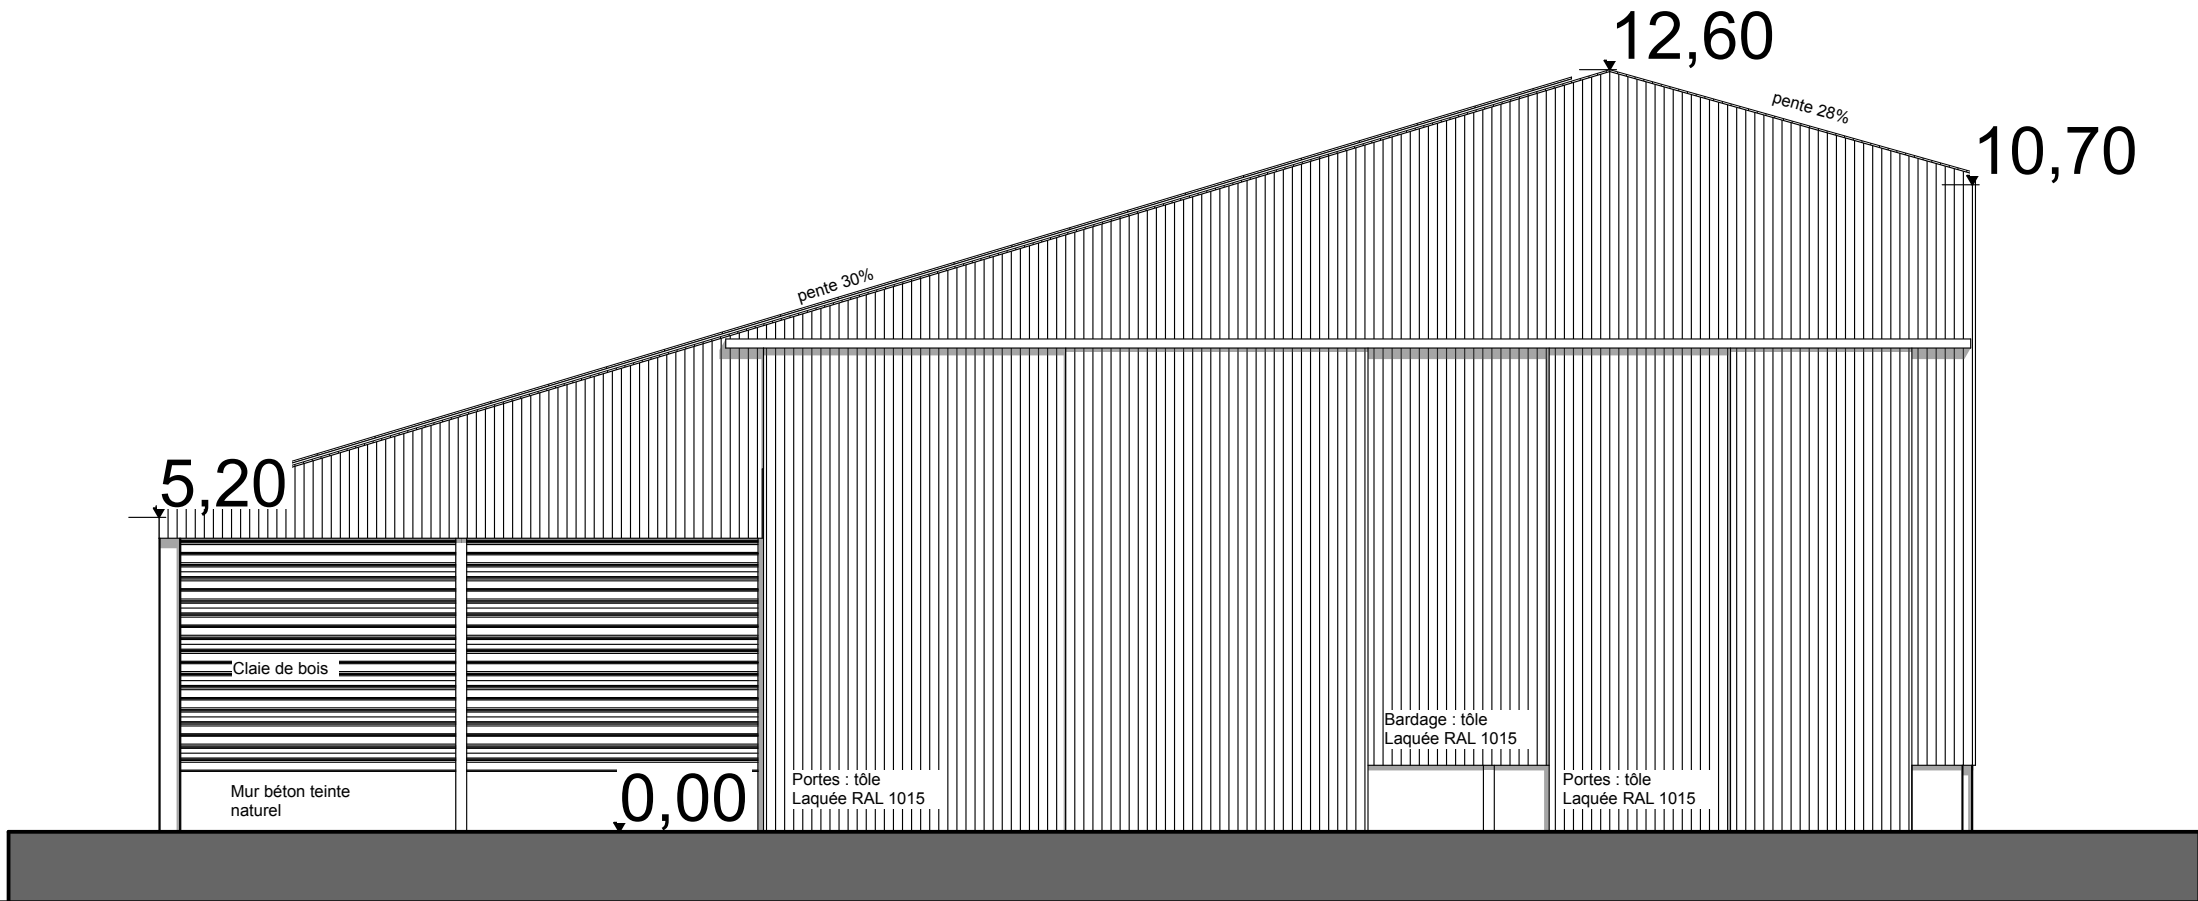 12,60
pente 28%
10,70
pente 30%
5,20
Claie de bois
Mur béton teinte
naturel
0,00
Portes : tôle
Laquée RAL 1015
Bardage : tôle
Laquée RAL 1015
Portes : tôle
Laquée RAL 1015